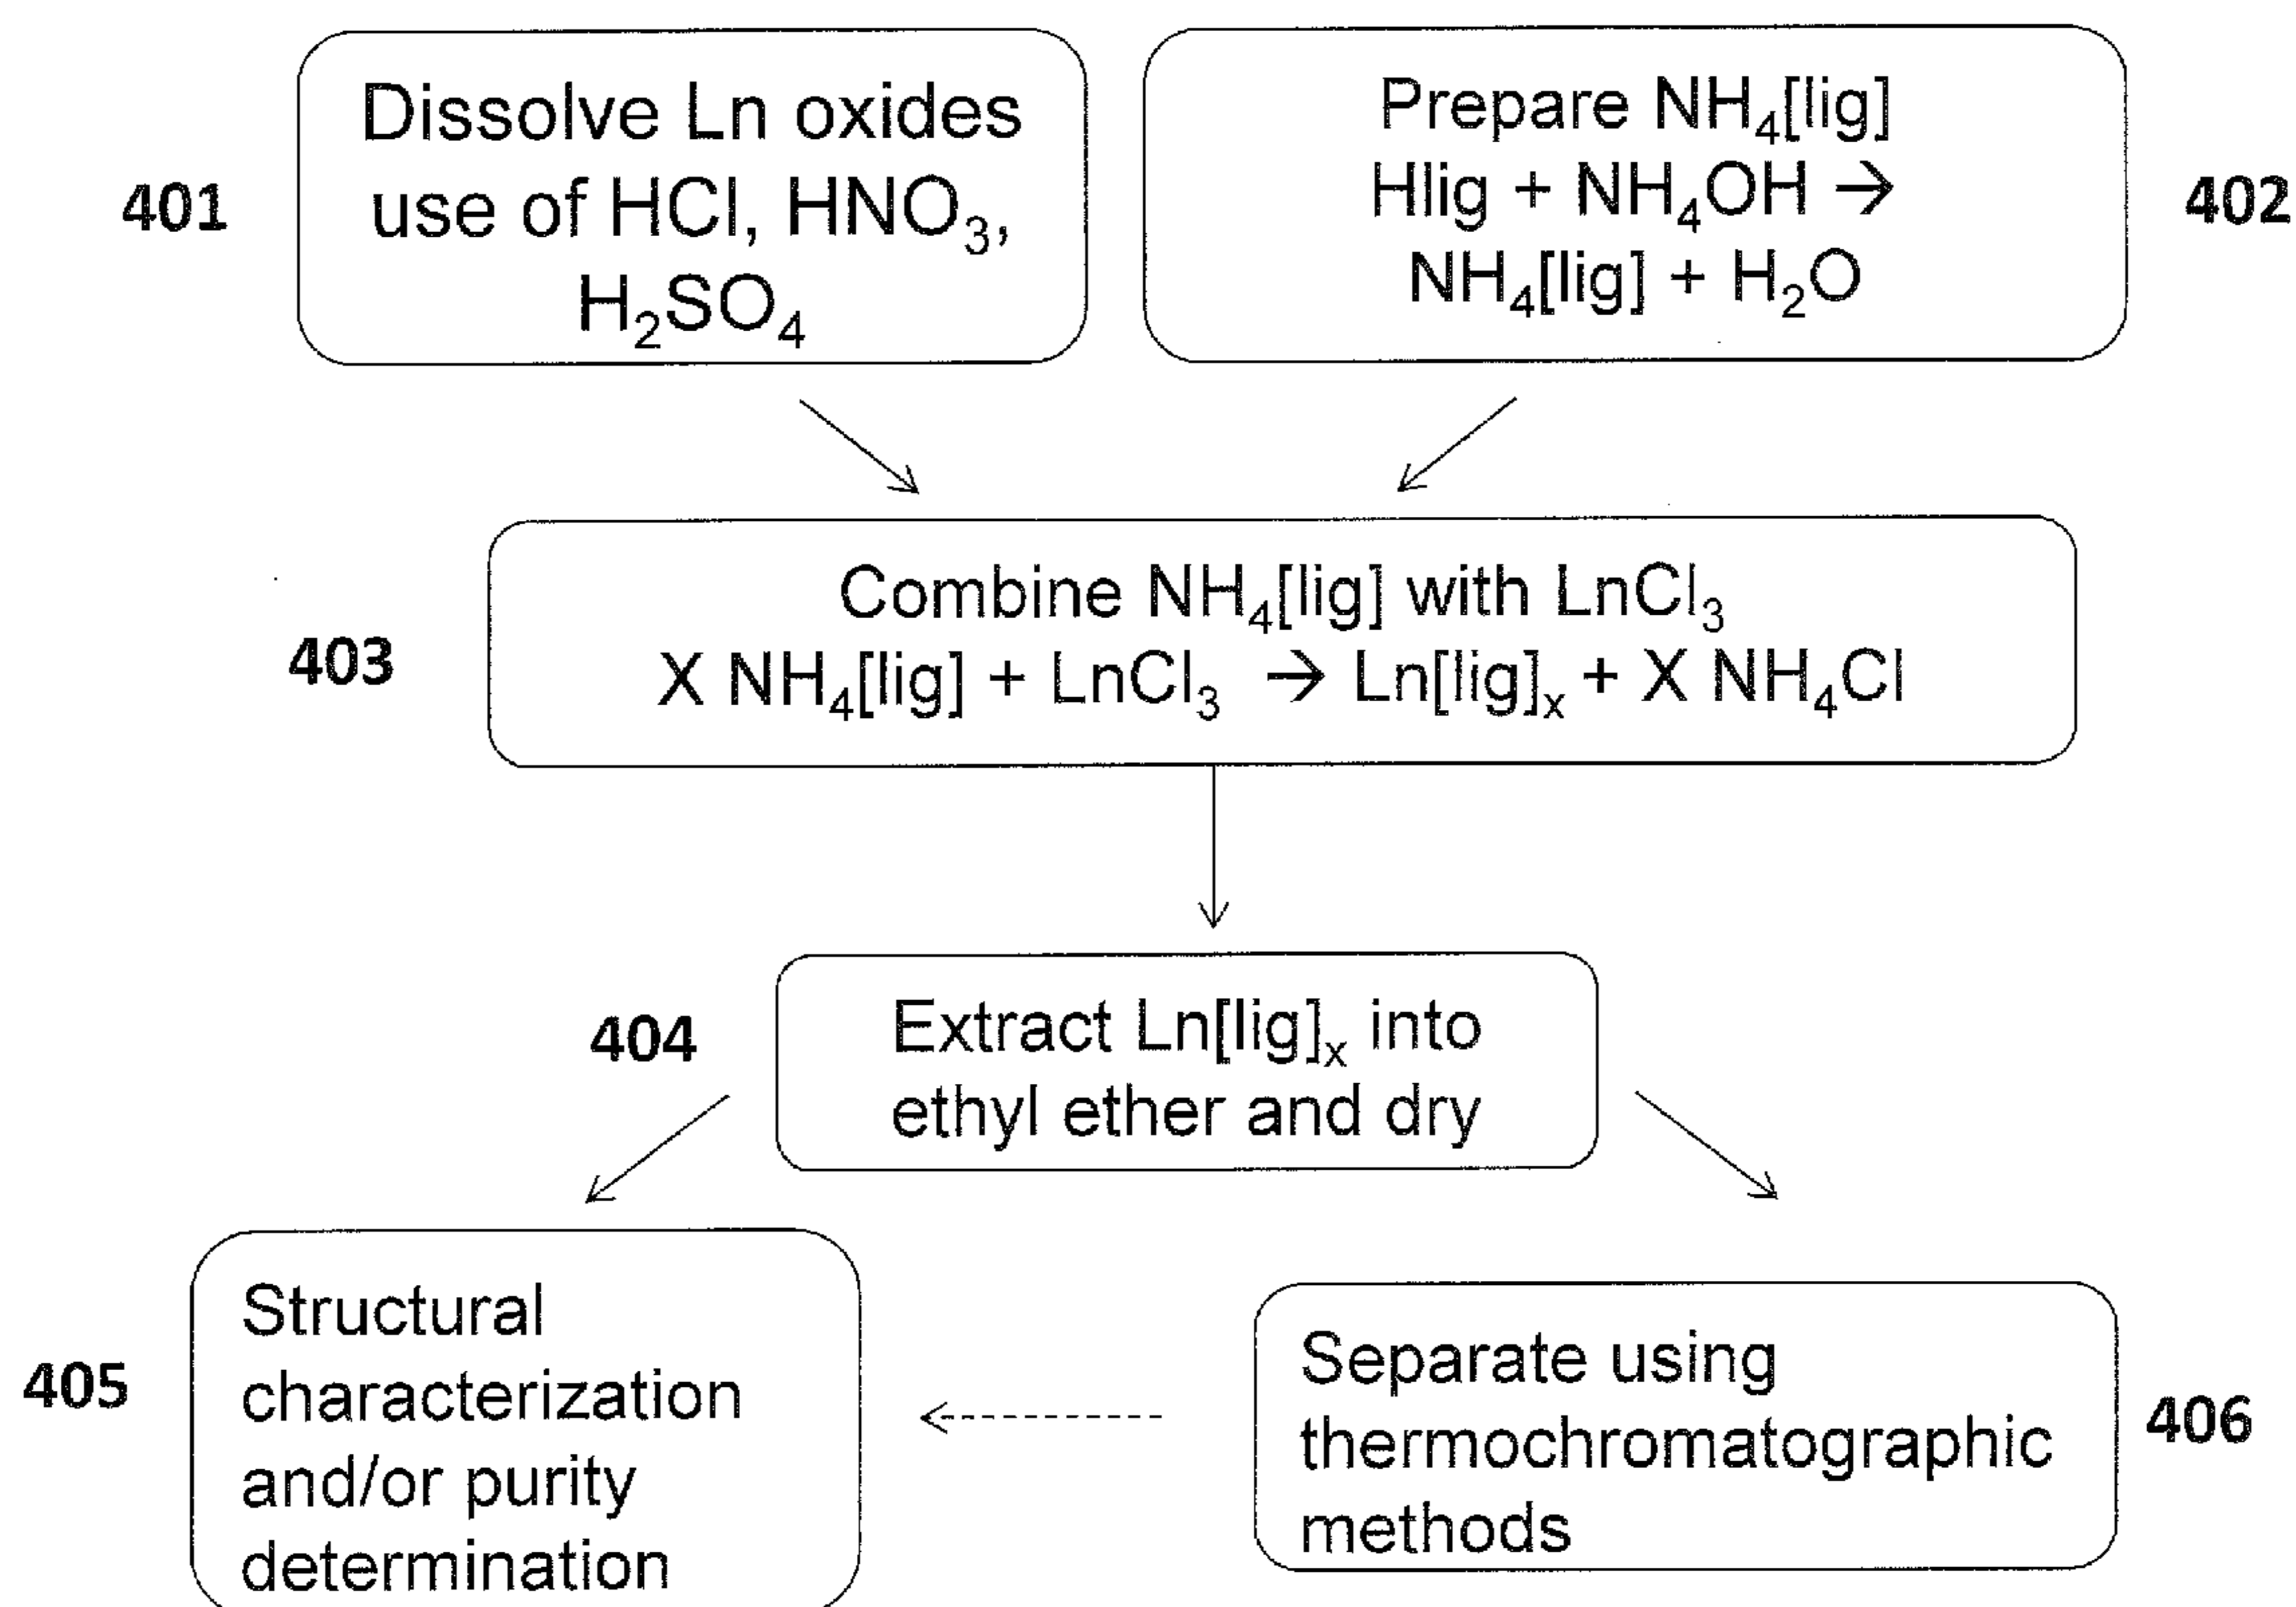 401
Dissolve Ln oxides
use of HCl, HNO₃,
H₂SO₄
Prepare NH₄[lig]
Hlig + NH₄OH →
NH₄[lig] + H₂O
402
403
Combine NH₄[lig] with LnCl₃
X NH₄[lig] + LnCl₃ → Ln[lig]ₓ + X NH₄Cl
404
Extract Ln[lig]ₓ into
ethyl ether and dry
405
Structural
characterization
and/or purity
determination
Separate using
thermochromatographic
methods
406